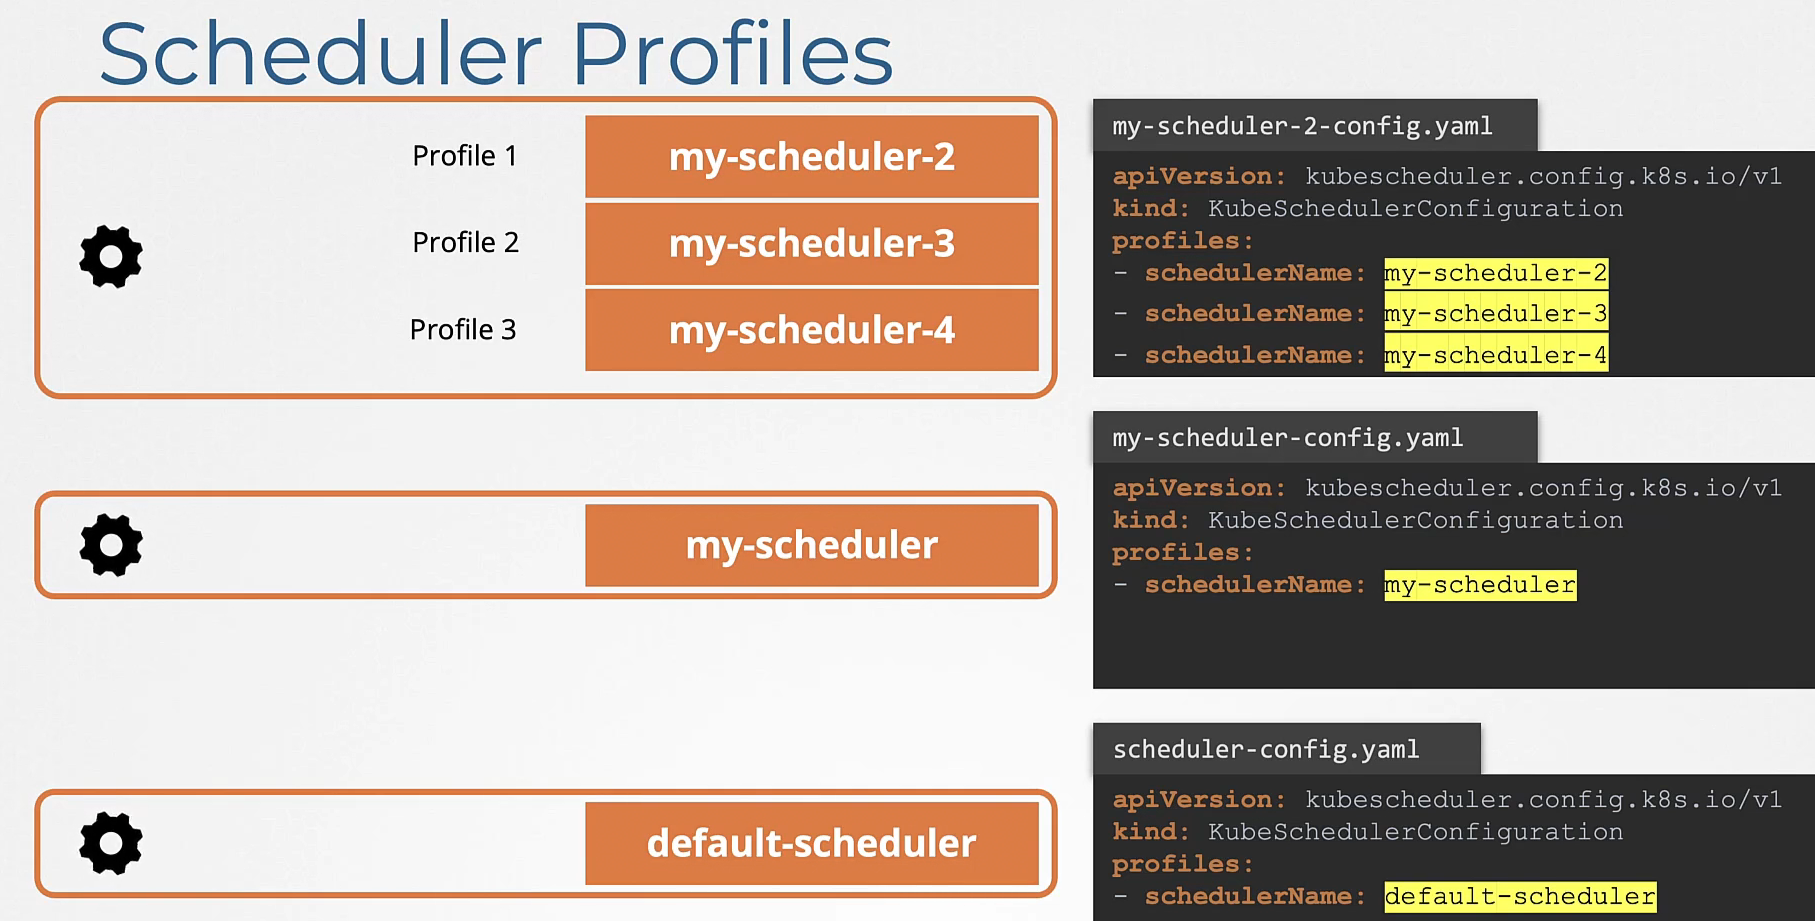 Scheduler Profiles
Profile 1
my-scheduler-2
Profile 2
my-scheduler-3
Profile 3
my-scheduler-4
my-scheduler-2-config.yaml
apiVersion: kubescheduler.config.k8s.io/v1
kind: KubeSchedulerConfiguration
profiles:
- schedulerName: my-scheduler-2
- schedulerName: my-scheduler-3
- schedulerName: my-scheduler-4
my-scheduler
my-scheduler-config.yaml
apiVersion: kubescheduler.config.k8s.io/v1
kind: KubeSchedulerConfiguration
profiles:
- schedulerName: my-scheduler
default-scheduler
scheduler-config.yaml
apiVersion: kubescheduler.config.k8s.io/v1
kind: KubeSchedulerConfiguration
profiles:
- schedulerName: default-scheduler